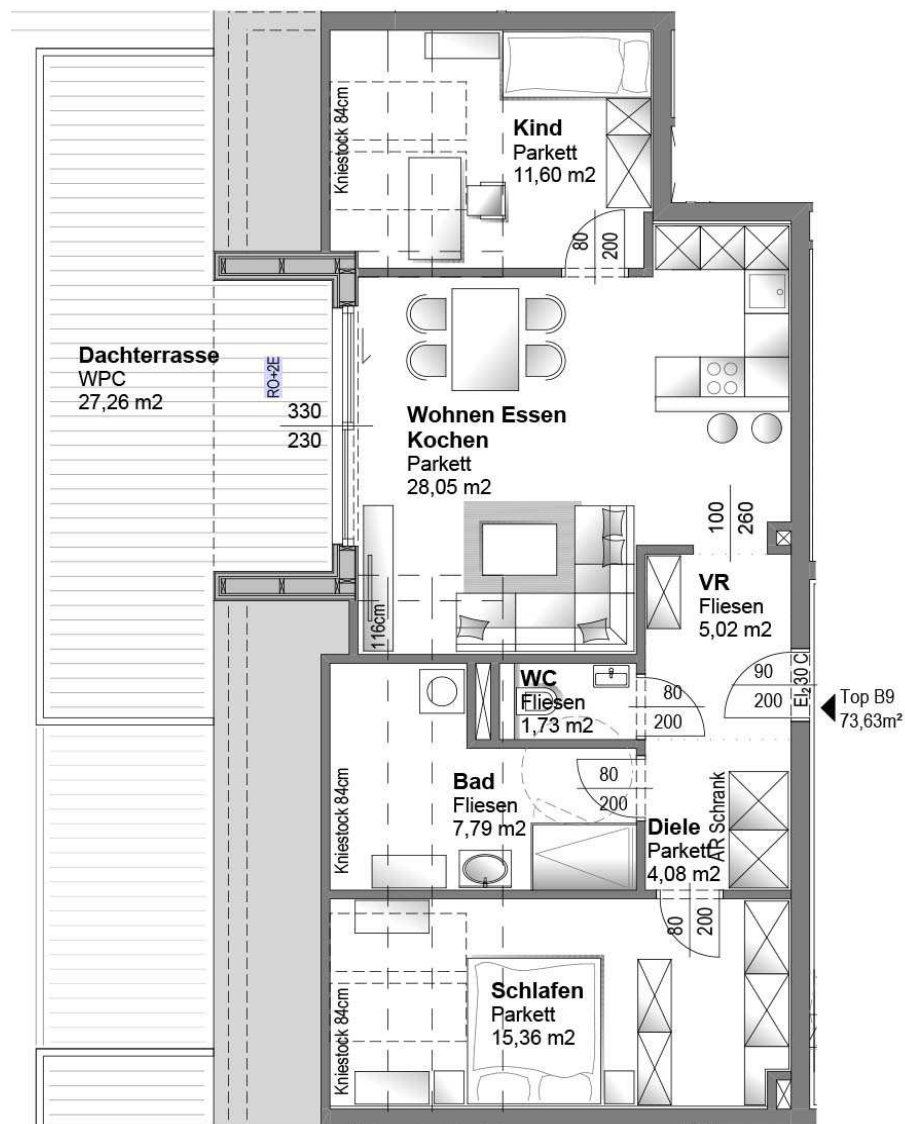 Kniestock 84cm
Kind
Parkett
11,60 m2
80
200
Dachterrasse
WPC
27,26 m2
RO+2E
330
230
Wohnen Essen
Kochen
Parkett
28,05 m2
100
260
116cm
VR
Fliesen
5,02 m2
90
200
EI₂30 C
Top B9
73,63m²
WC
Fliesen
1,73 m2
80
200
Kniestock 84cm
Bad
Fliesen
7,79 m2
80
200
Diele
Parkett
4,08 m2
AR Schrank
80
200
Kniestock 84cm
Schlafen
Parkett
15,36 m2